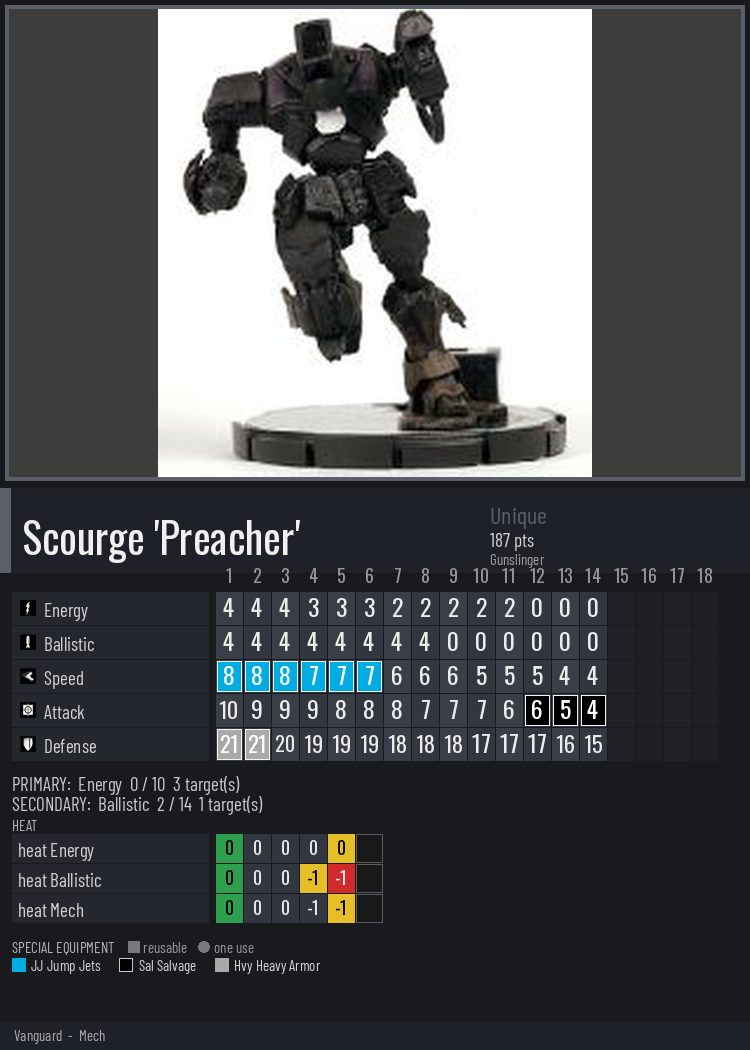 Scourge 'Preacher'
Unique
187 pts
Gunslinger
1 2 3 4 5 6 7 8 9 10 11 12 13 14 15 16 17 18
Energy 4 4 4 3 3 3 2 2 2 2 2 0 0 0
Ballistic 4 4 4 4 4 4 4 4 0 0 0 0 0 0
Speed 8 8 8 7 7 7 6 6 6 5 5 5 4 4
Attack 10 9 9 9 8 8 8 7 7 7 6 6 5 4
Defense 21 21 20 19 19 19 18 18 18 17 17 17 16 15
PRIMARY: Energy 0 / 10 3 target(s)
SECONDARY: Ballistic 2 / 14 1 target(s)
HEAT
heat Energy 0 0 0 0 0
heat Ballistic 0 0 0 -1 -1
heat Mech 0 0 0 -1 -1
SPECIAL EQUIPMENT reusable one use
JJ Jump Jets Sal Salvage Hvy Heavy Armor
Vanguard - Mech